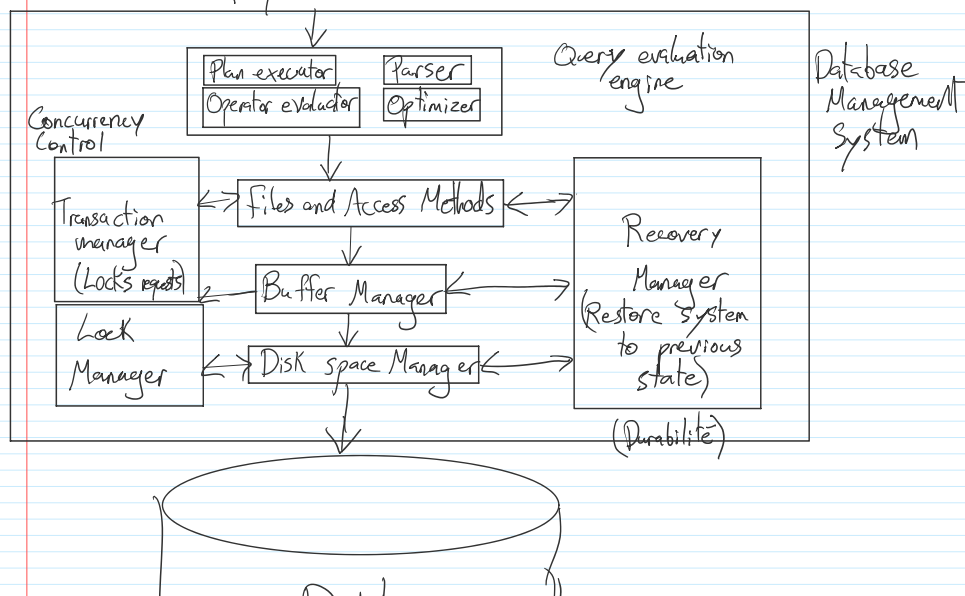 Plan executor
Parser
Operator evaluator
Optimizer
Query evaluation
engine
Database
Management
System
Concurrency
Control
Files and Access Methods
Transaction
manager
(Locks requests)
Buffer Manager
Recovery
Manager
(Restore System
to previous
state)
Lock
Manager
Disk space Manager
(Durabilité)